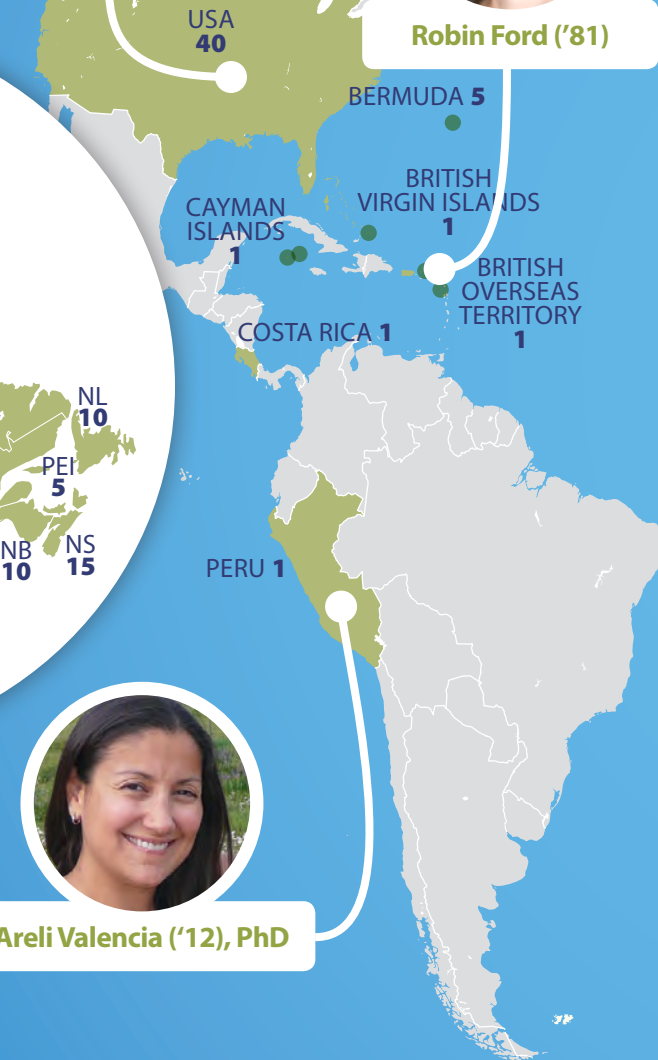 USA
40
Robin Ford (’81)
BERMUDA 5
BRITISH
VIRGIN ISLANDS
1
CAYMAN
ISLANDS
1
BRITISH
OVERSEAS
TERRITORY
1
COSTA RICA 1
NL
10
PEI
5
NB
10
NS
15
PERU 1
Areli Valencia (‘12), PhD